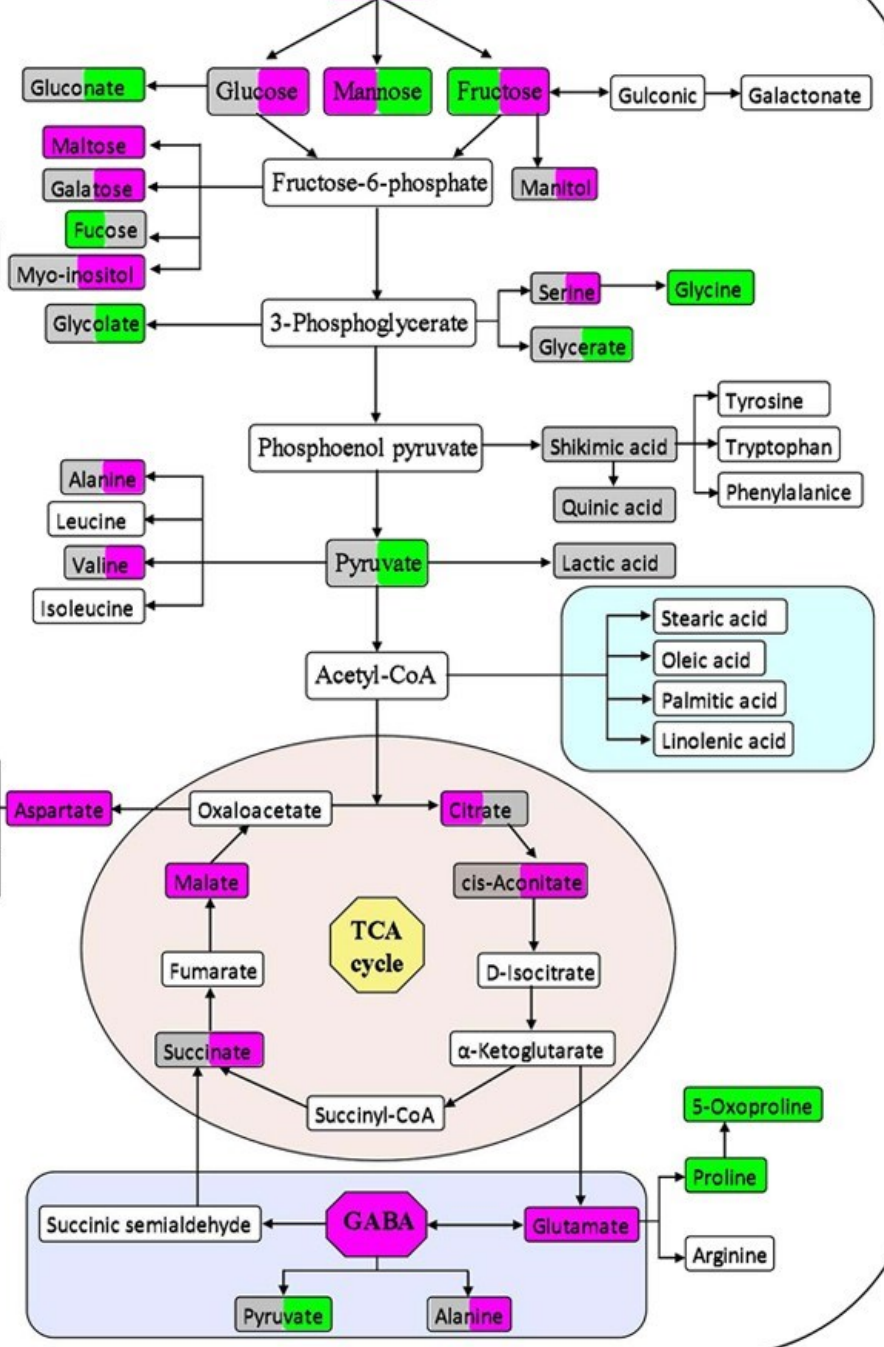 Gluconate
Glucose
Mannose
Fructose
Gulconic
Galactonate
Maltose
Galatose
Fucose
Myo-inositol
Fructose-6-phosphate
Manitol
Glycolate
3-Phosphoglycerate
Serine
Glycine
Glycerate
Phosphoenol pyruvate
Shikimic acid
Quinic acid
Tyrosine
Tryptophan
Phenylalanice
Alanine
Leucine
Valine
Isoleucine
Pyruvate
Lactic acid
Acetyl-CoA
Stearic acid
Oleic acid
Palmitic acid
Linolenic acid
Aspartate
Oxaloacetate
Citrate
Malate
cis-Aconitate
TCA
cycle
Fumarate
D-Isocitrate
Succinate
α-Ketoglutarate
Succinyl-CoA
5-Oxoproline
Proline
Succinic semialdehyde
GABA
Glutamate
Arginine
Pyruvate
Alanine